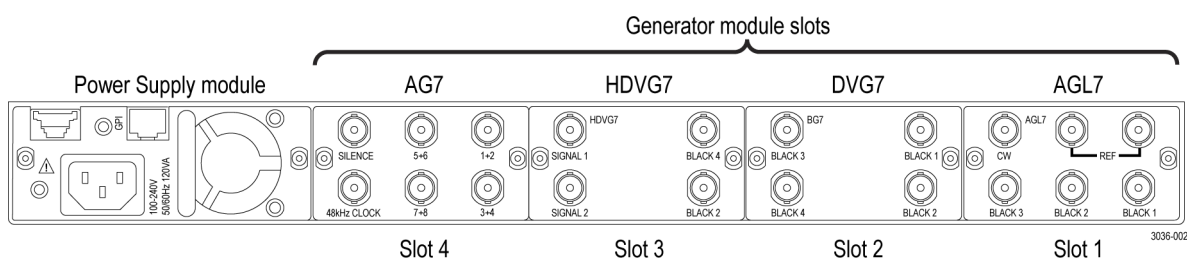 Generator module slots
Power Supply module
AG7
HDVG7
DVG7
AGL7
GPI
100-240V
50/60Hz 120VA
SILENCE
5+6
1+2
48kHz CLOCK
7+8
3+4
HDVG7
SIGNAL 1
BLACK 4
SIGNAL 2
BLACK 2
BG7
BLACK 3
BLACK 1
BLACK 4
BLACK 2
AGL7
CW
REF
BLACK 3
BLACK 2
BLACK 1
Slot 4
Slot 3
Slot 2
Slot 1
3036-002